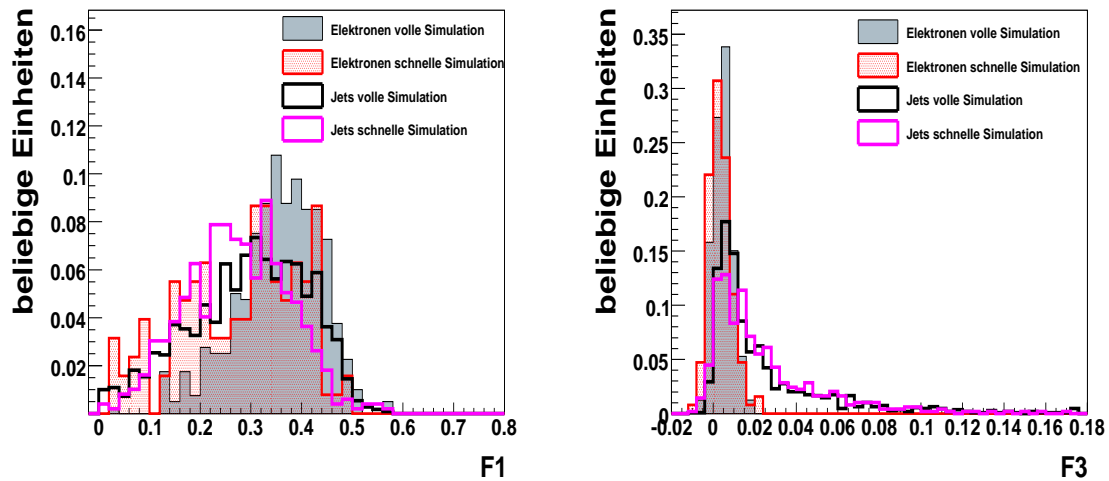 beliebige Einheiten
0.16
0.14
0.12
0.1
0.08
0.06
0.04
0.02
0
0 0.1 0.2 0.3 0.4 0.5 0.6 0.7 0.8
F1
Elektronen volle Simulation
Elektronen schnelle Simulation
Jets volle Simulation
Jets schnelle Simulation
beliebige Einheiten
0.35
0.3
0.25
0.2
0.15
0.1
0.05
0
-0.02 0 0.02 0.04 0.06 0.08 0.1 0.12 0.14 0.16 0.18
F3
Elektronen volle Simulation
Elektronen schnelle Simulation
Jets volle Simulation
Jets schnelle Simulation